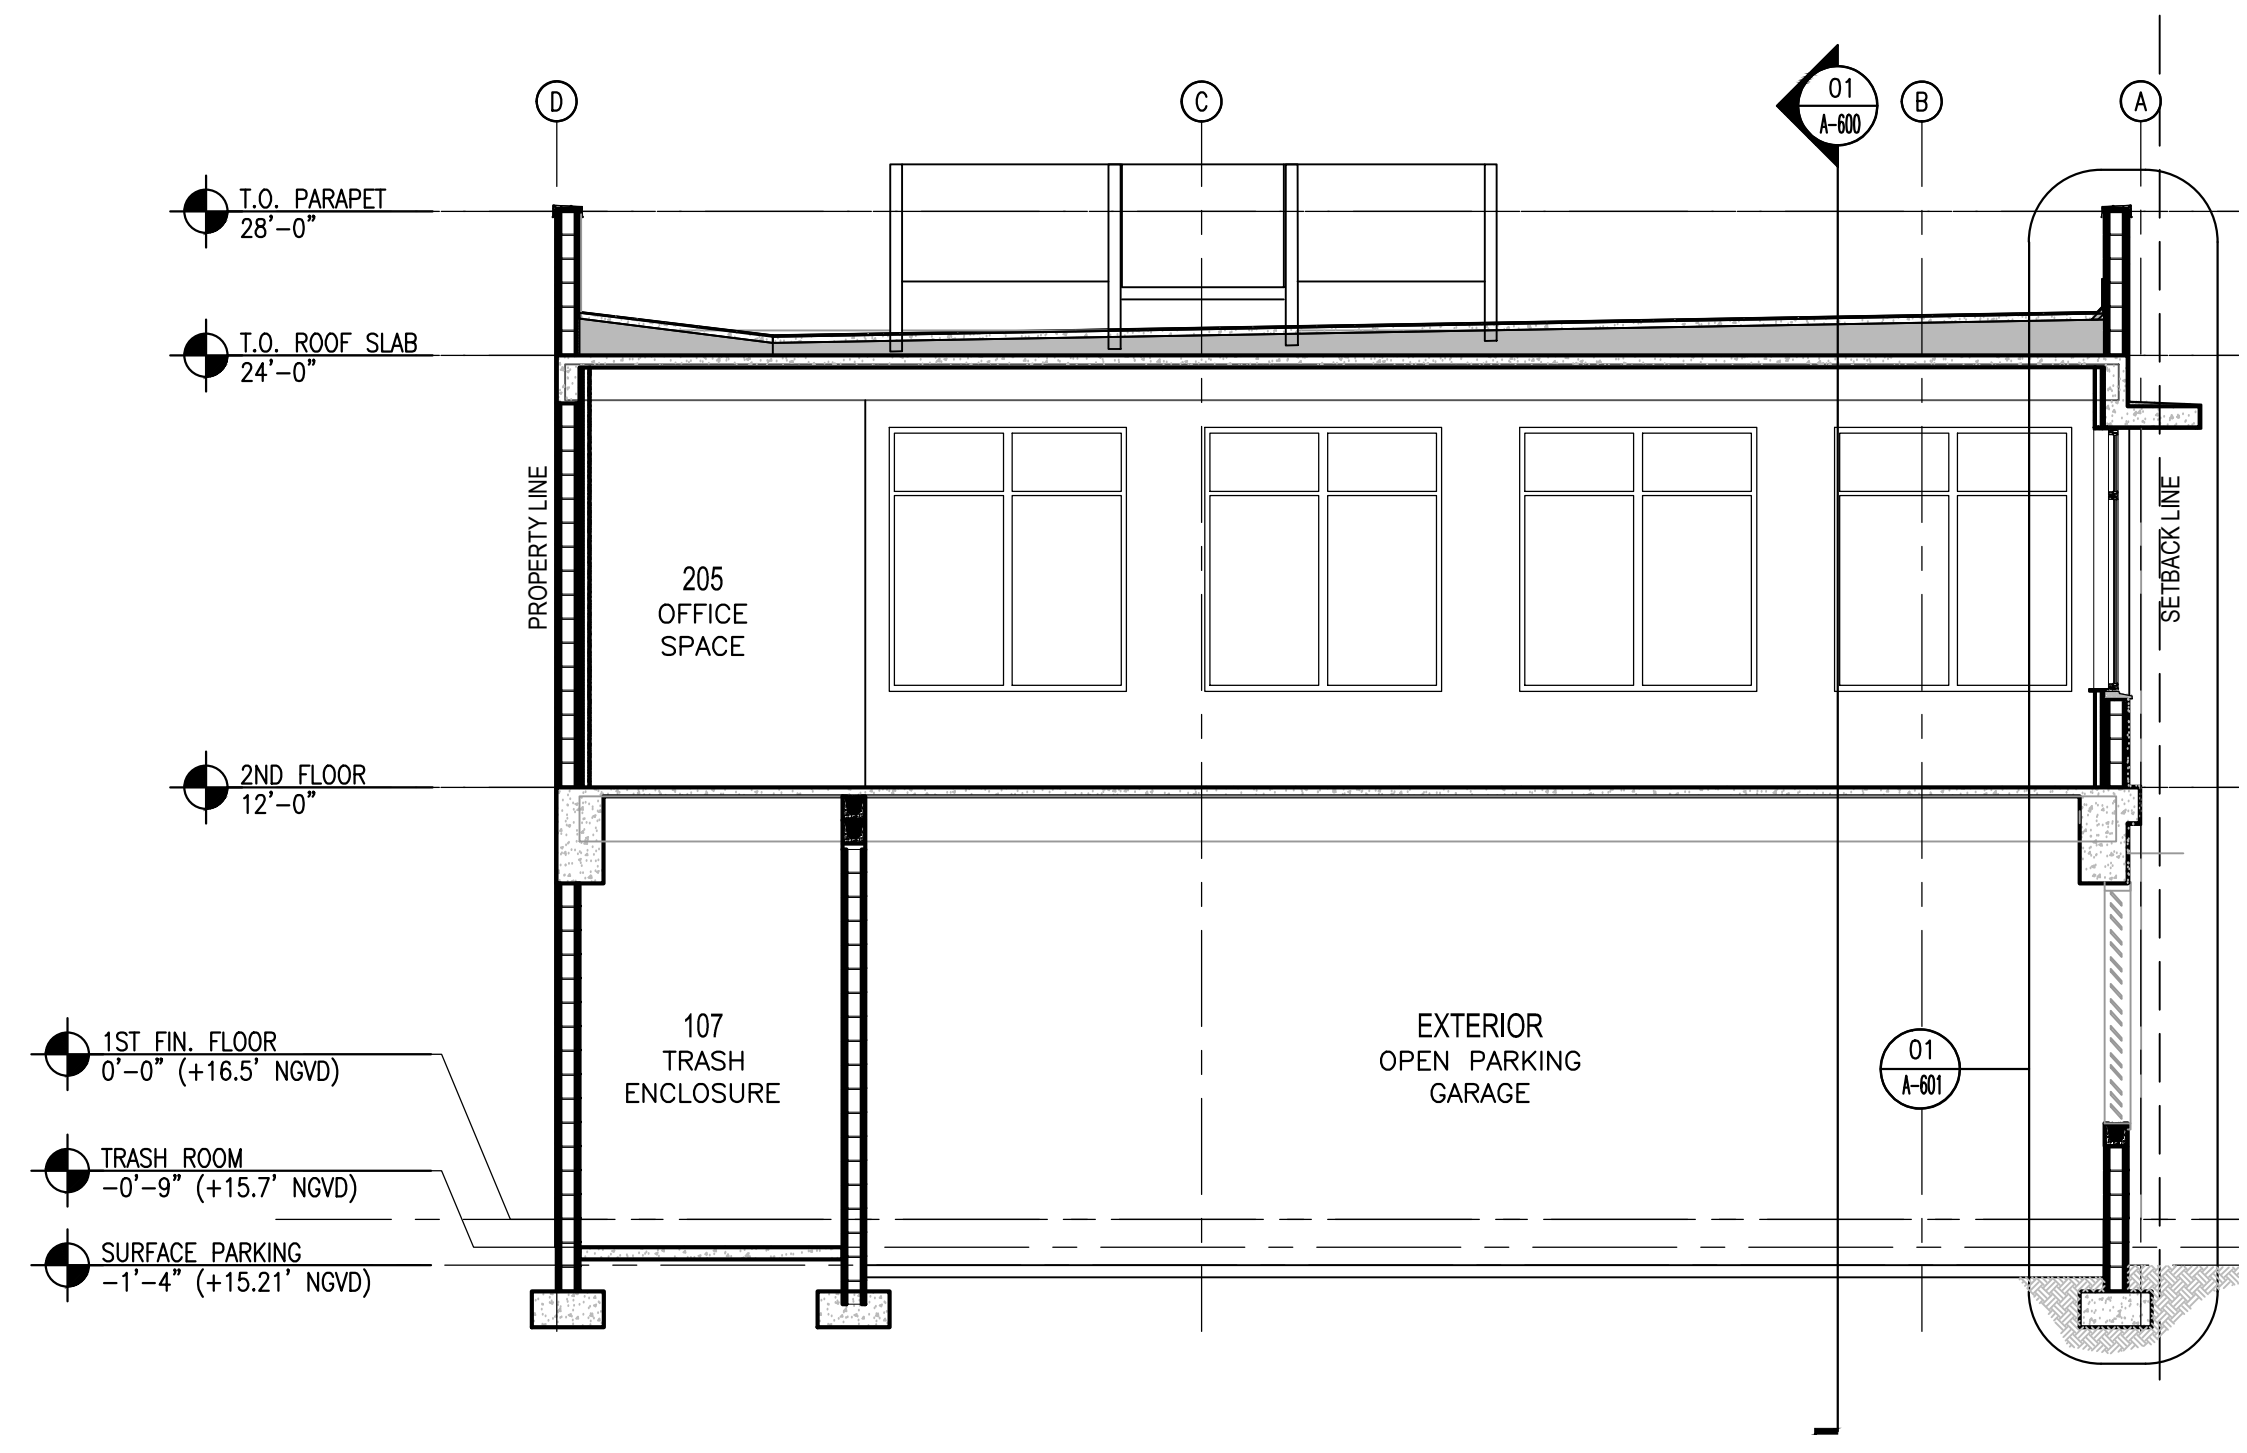 D
C
01
A-600
B
A
T.O. PARAPET
28'-0"
T.O. ROOF SLAB
24'-0"
PROPERTY LINE
SETBACK LINE
205
OFFICE
SPACE
2ND FLOOR
12'-0"
1ST FIN. FLOOR
0'-0" (+16.5' NGVD)
107
TRASH
ENCLOSURE
EXTERIOR
OPEN PARKING
GARAGE
01
A-601
TRASH ROOM
-0'-9" (+15.7' NGVD)
SURFACE PARKING
-1'-4" (+15.21' NGVD)